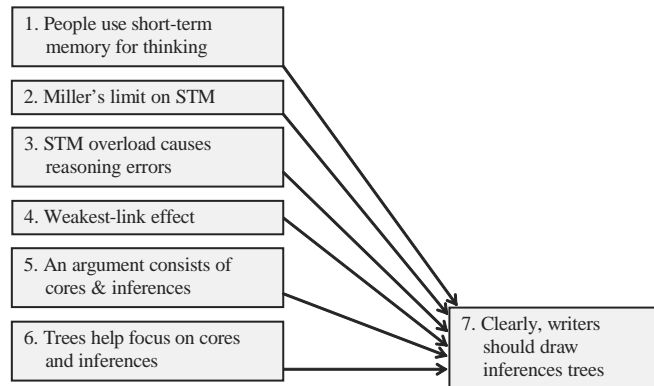 1. People use short-term
memory for thinking
2. Miller's limit on STM
3. STM overload causes
reasoning errors
4. Weakest-link effect
5. An argument consists of
cores & inferences
6. Trees help focus on cores
and inferences
7. Clearly, writers
should draw
inferences trees